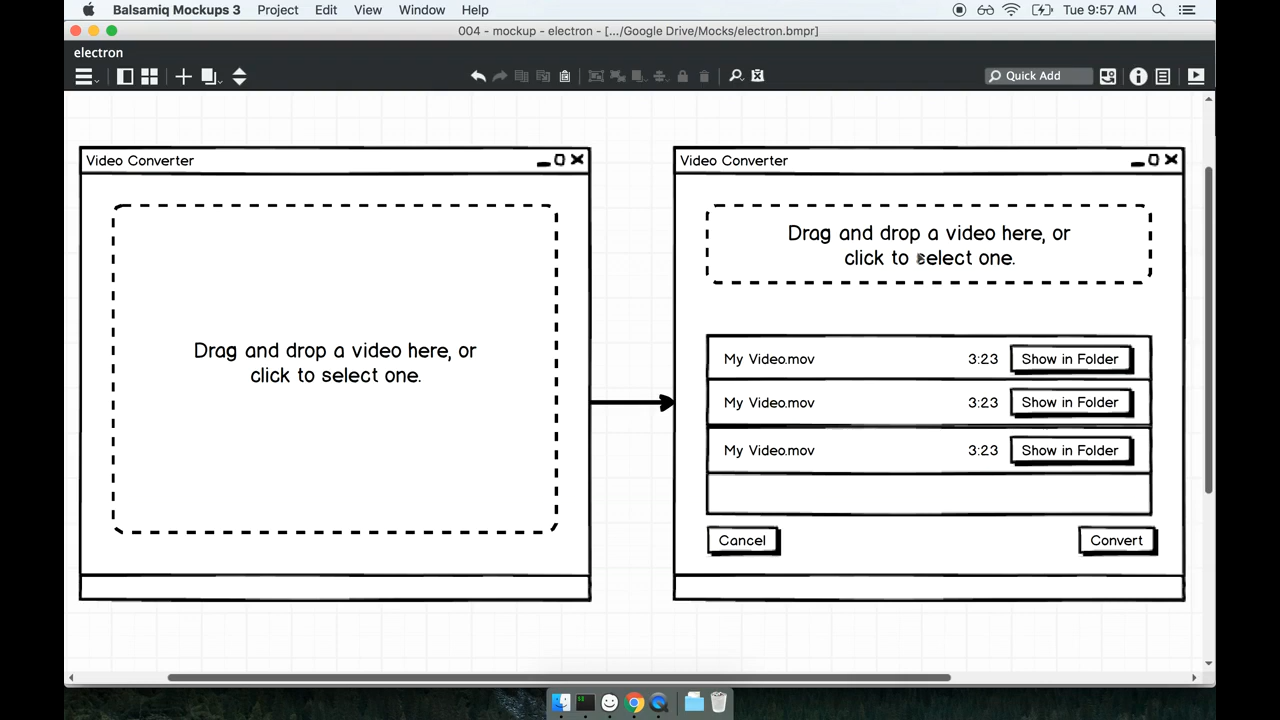 Balsamiq Mockups 3 Project Edit View Window Help Tue 9:57 AM
004 - mockup - electron - [.../Google Drive/Mocks/electron.bmpr]
electron
Quick Add
Video Converter
Drag and drop a video here, or
click to select one.
Video Converter
Drag and drop a video here, or
click to select one.
My Video.mov 3:23 Show in Folder
My Video.mov 3:23 Show in Folder
My Video.mov 3:23 Show in Folder
Cancel Convert